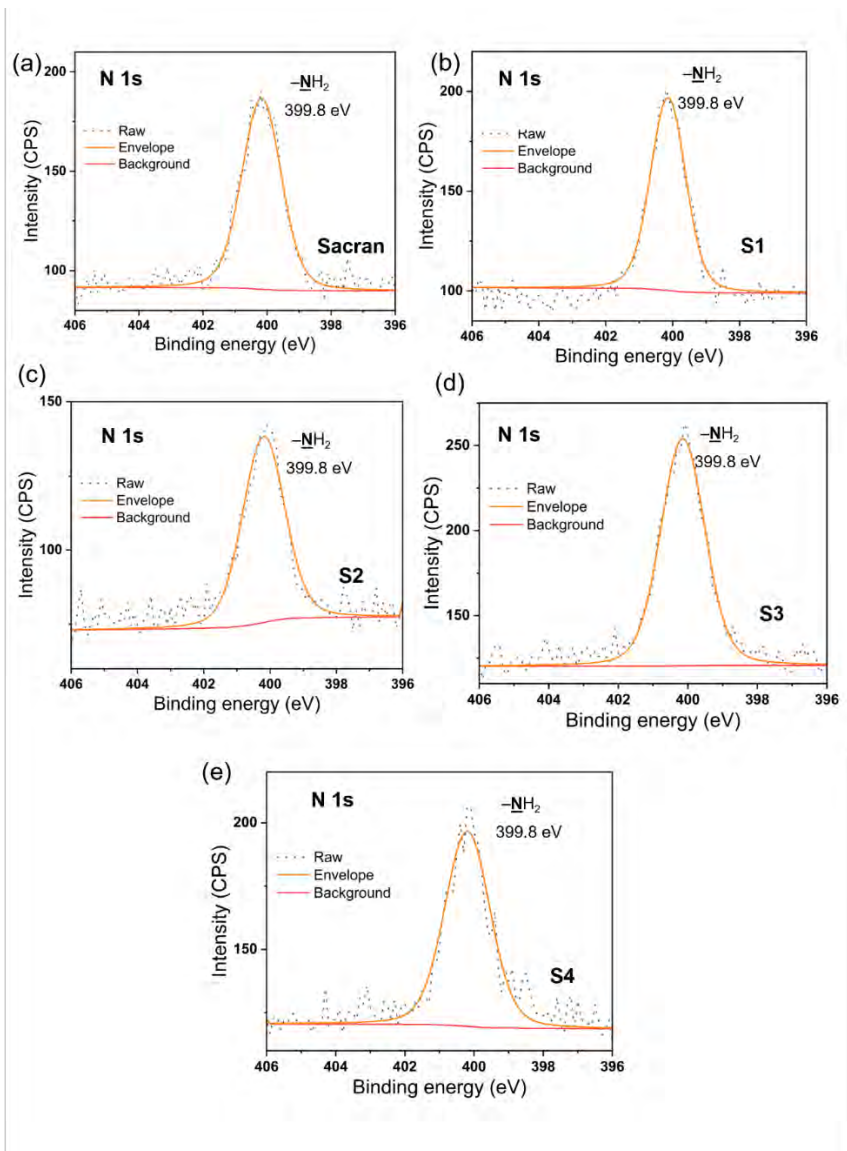 (a)
N 1s
–NH₂
399.8 eV
Raw
Envelope
Background
Sacran
Intensity (CPS)
200
150
100
406
404
402
400
398
396
Binding energy (eV)
(b)
N 1s
–NH₂
399.8 eV
Raw
Envelope
Background
S1
Intensity (CPS)
200
150
100
406
404
402
400
398
396
Binding energy (eV)
(c)
N 1s
–NH₂
399.8 eV
Raw
Envelope
Background
S2
Intensity (CPS)
150
100
406
404
402
400
398
396
Binding energy (eV)
(d)
N 1s
–NH₂
399.8 eV
Raw
Envelope
Background
S3
Intensity (CPS)
250
200
150
406
404
402
400
398
396
Binding energy (eV)
(e)
N 1s
–NH₂
399.8 eV
Raw
Envelope
Background
S4
Intensity (CPS)
200
150
406
404
402
400
398
396
Binding energy (eV)